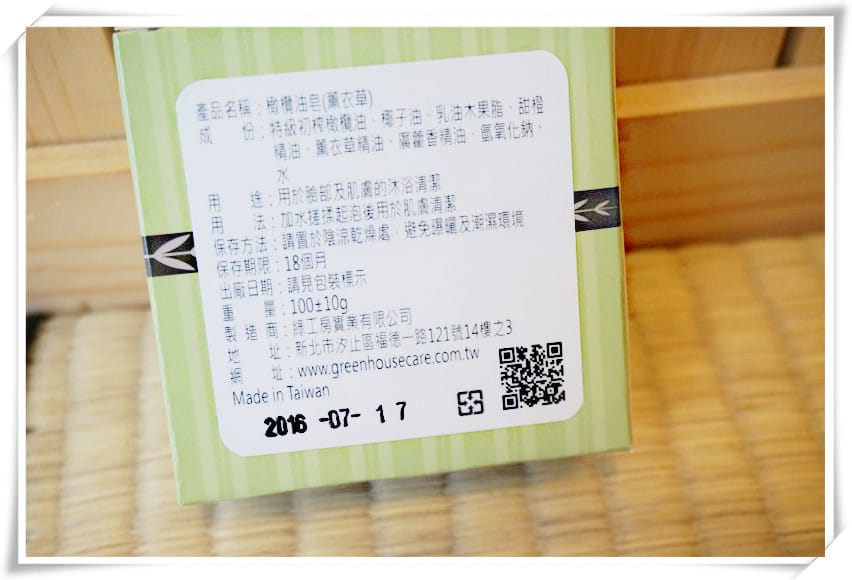 產品名稱：橄欖油皂(薰衣草)
成　　份：特級初榨橄欖油、椰子油、乳油木果脂、甜橙
精油、薰衣草精油、廣藿香精油、氫氧化鈉、
水
用　　途：用於臉部及肌膚的沐浴清潔
用　　法：加水搓揉起泡後用於肌膚清潔
保存方法：請置於陰涼乾燥處，避免曝曬及潮濕環境
保存期限：18個月
出廠日期：請見包裝標示
重　　量：100±10g
製 造 商：綠工房實業有限公司
地　　址：新北市汐止區福德一路121號14樓之3
網　　址：www.greenhousecare.com.tw
Made in Taiwan
2016 -07- 1 7